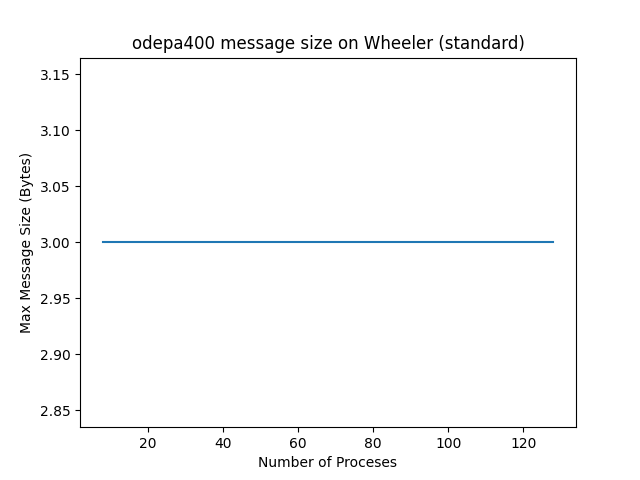 odepa400 message size on Wheeler (standard)
Max Message Size (Bytes)
3.15
3.10
3.05
3.00
2.95
2.90
2.85
20 40 60 80 100 120
Number of Proceses